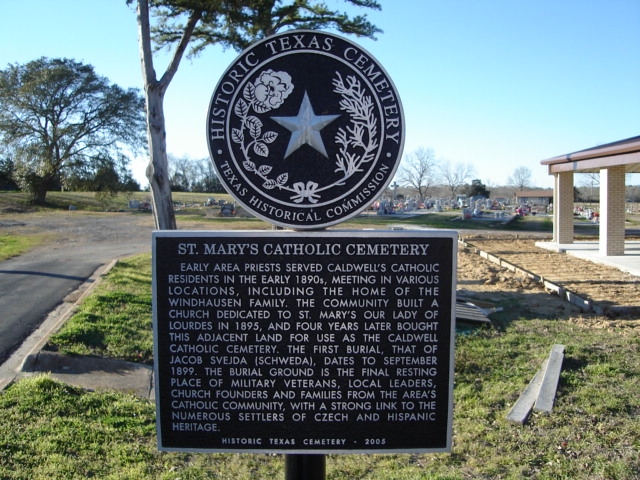 HISTORIC TEXAS CEMETERY
TEXAS HISTORICAL COMMISSION
ST. MARY'S CATHOLIC CEMETERY
EARLY AREA PRIESTS SERVED CALDWELL'S CATHOLIC
RESIDENTS IN THE EARLY 1890s, MEETING IN VARIOUS
LOCATIONS, INCLUDING THE HOME OF THE
WINDHAUSEN FAMILY. THE COMMUNITY BUILT A
CHURCH DEDICATED TO ST. MARY'S OUR LADY OF
LOURDES IN 1895, AND FOUR YEARS LATER BOUGHT
THIS ADJACENT LAND FOR USE AS THE CALDWELL
CATHOLIC CEMETERY. THE FIRST BURIAL, THAT OF
JACOB SVEJDA (SCHWEDA), DATES TO SEPTEMBER
1899. THE BURIAL GROUND IS THE FINAL RESTING
PLACE OF MILITARY VETERANS, LOCAL LEADERS,
CHURCH FOUNDERS AND FAMILIES FROM THE AREA'S
CATHOLIC COMMUNITY, WITH A STRONG LINK TO THE
NUMEROUS SETTLERS OF CZECH AND HISPANIC
HERITAGE.
HISTORIC TEXAS CEMETERY • 2005